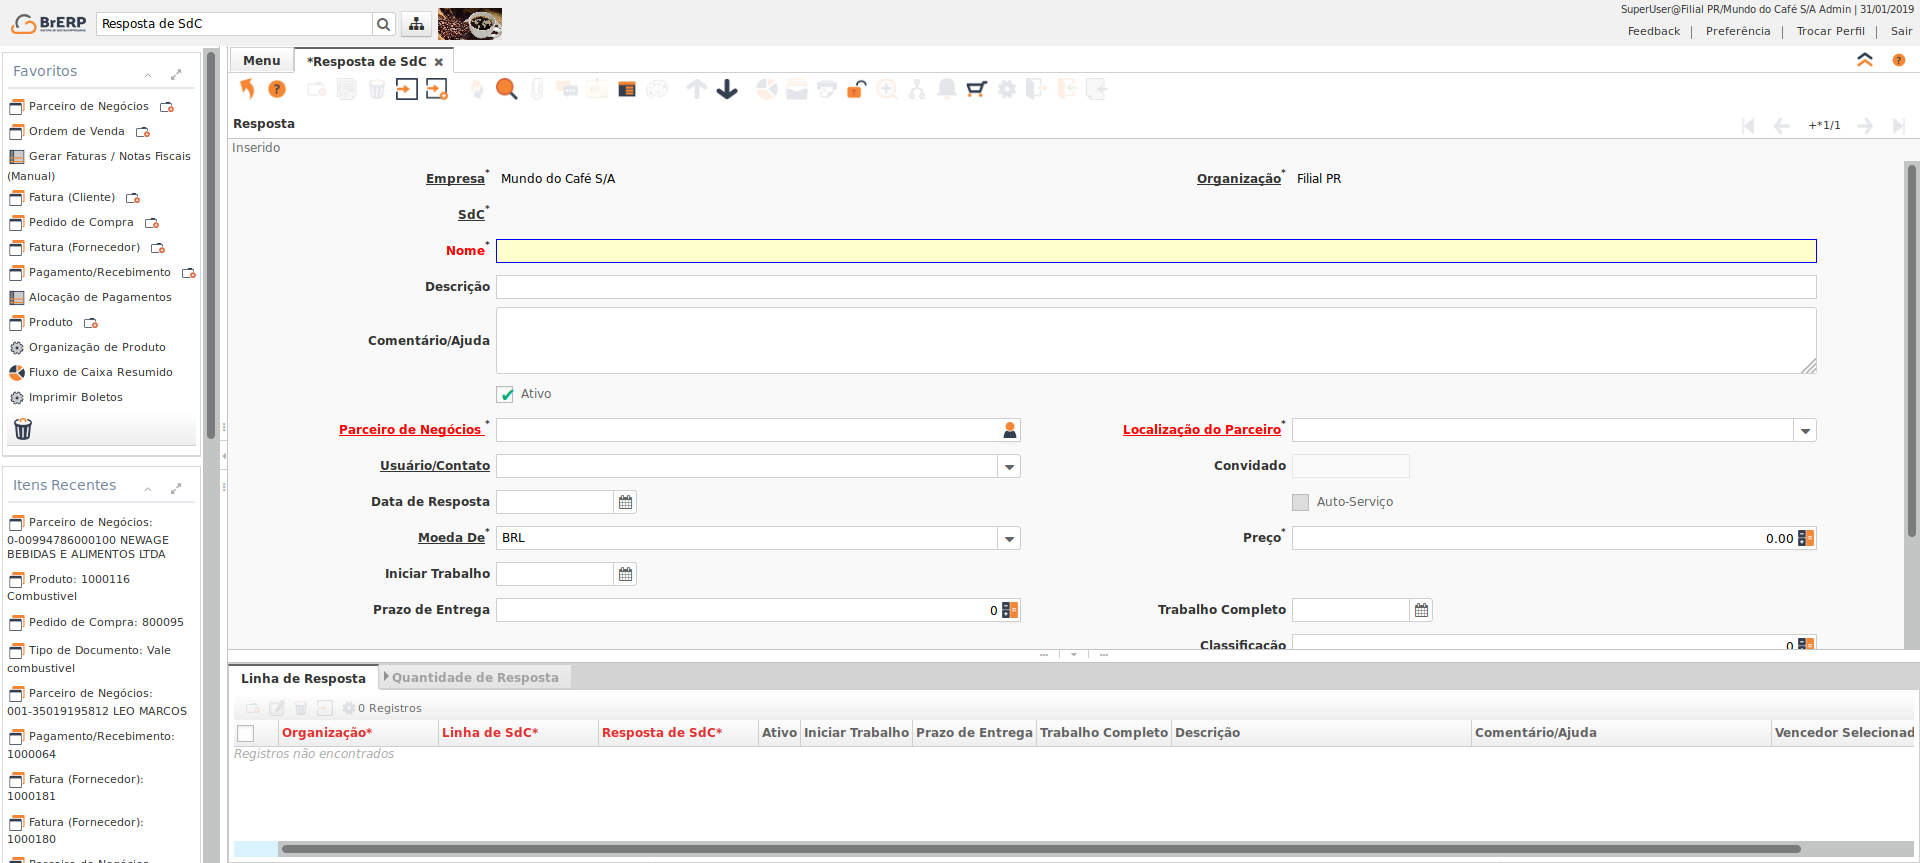 BrERP
Resposta de SdC
SuperUser@Filial PR/Mundo do Café S/A Admin | 31/01/2019
Feedback | Preferência | Trocar Perfil | Sair
Favoritos
Parceiro de Negócios
Ordem de Venda
Gerar Faturas / Notas Fiscais
(Manual)
Fatura (Cliente)
Pedido de Compra
Fatura (Fornecedor)
Pagamento/Recebimento
Alocação de Pagamentos
Produto
Organização de Produto
Fluxo de Caixa Resumido
Imprimir Boletos
Itens Recentes
Parceiro de Negócios:
0-00994786000100 NEWAGE
BEBIDAS E ALIMENTOS LTDA
Produto: 1000116
Combustivel
Pedido de Compra: 800095
Tipo de Documento: Vale
combustivel
Parceiro de Negócios:
001-35019195812 LEO MARCOS
Pagamento/Recebimento:
1000064
Fatura (Fornecedor):
1000181
Fatura (Fornecedor):
1000180
Menu
*Resposta de SdC
Resposta
+*1/1
Inserido
Empresa* Mundo do Café S/A
Organização* Filial PR
SdC*
Nome*
Descrição
Comentário/Ajuda
Ativo
Parceiro de Negócios *
Localização do Parceiro*
Usuário/Contato
Convidado
Data de Resposta
Auto-Serviço
Moeda De* BRL
Preço* 0.00
Iniciar Trabalho
Prazo de Entrega 0
Trabalho Completo
Classificação 0
Linha de Resposta
Quantidade de Resposta
0 Registros
Organização* Linha de SdC* Resposta de SdC* Ativo Iniciar Trabalho Prazo de Entrega Trabalho Completo Descrição Comentário/Ajuda Vencedor Selecionad
Registros não encontrados